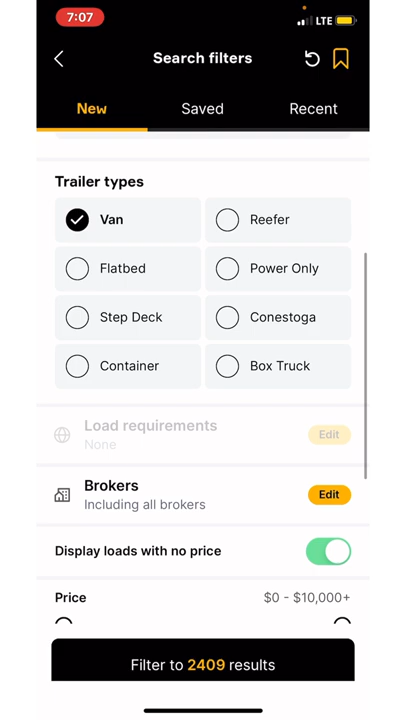 7:07
LTE
Search filters
New Saved Recent
Trailer types
Van Reefer
Flatbed Power Only
Step Deck Conestoga
Container Box Truck
Load requirements
None
Edit
Brokers
Including all brokers
Edit
Display loads with no price
Price $0 - $10,000+
Filter to 2409 results